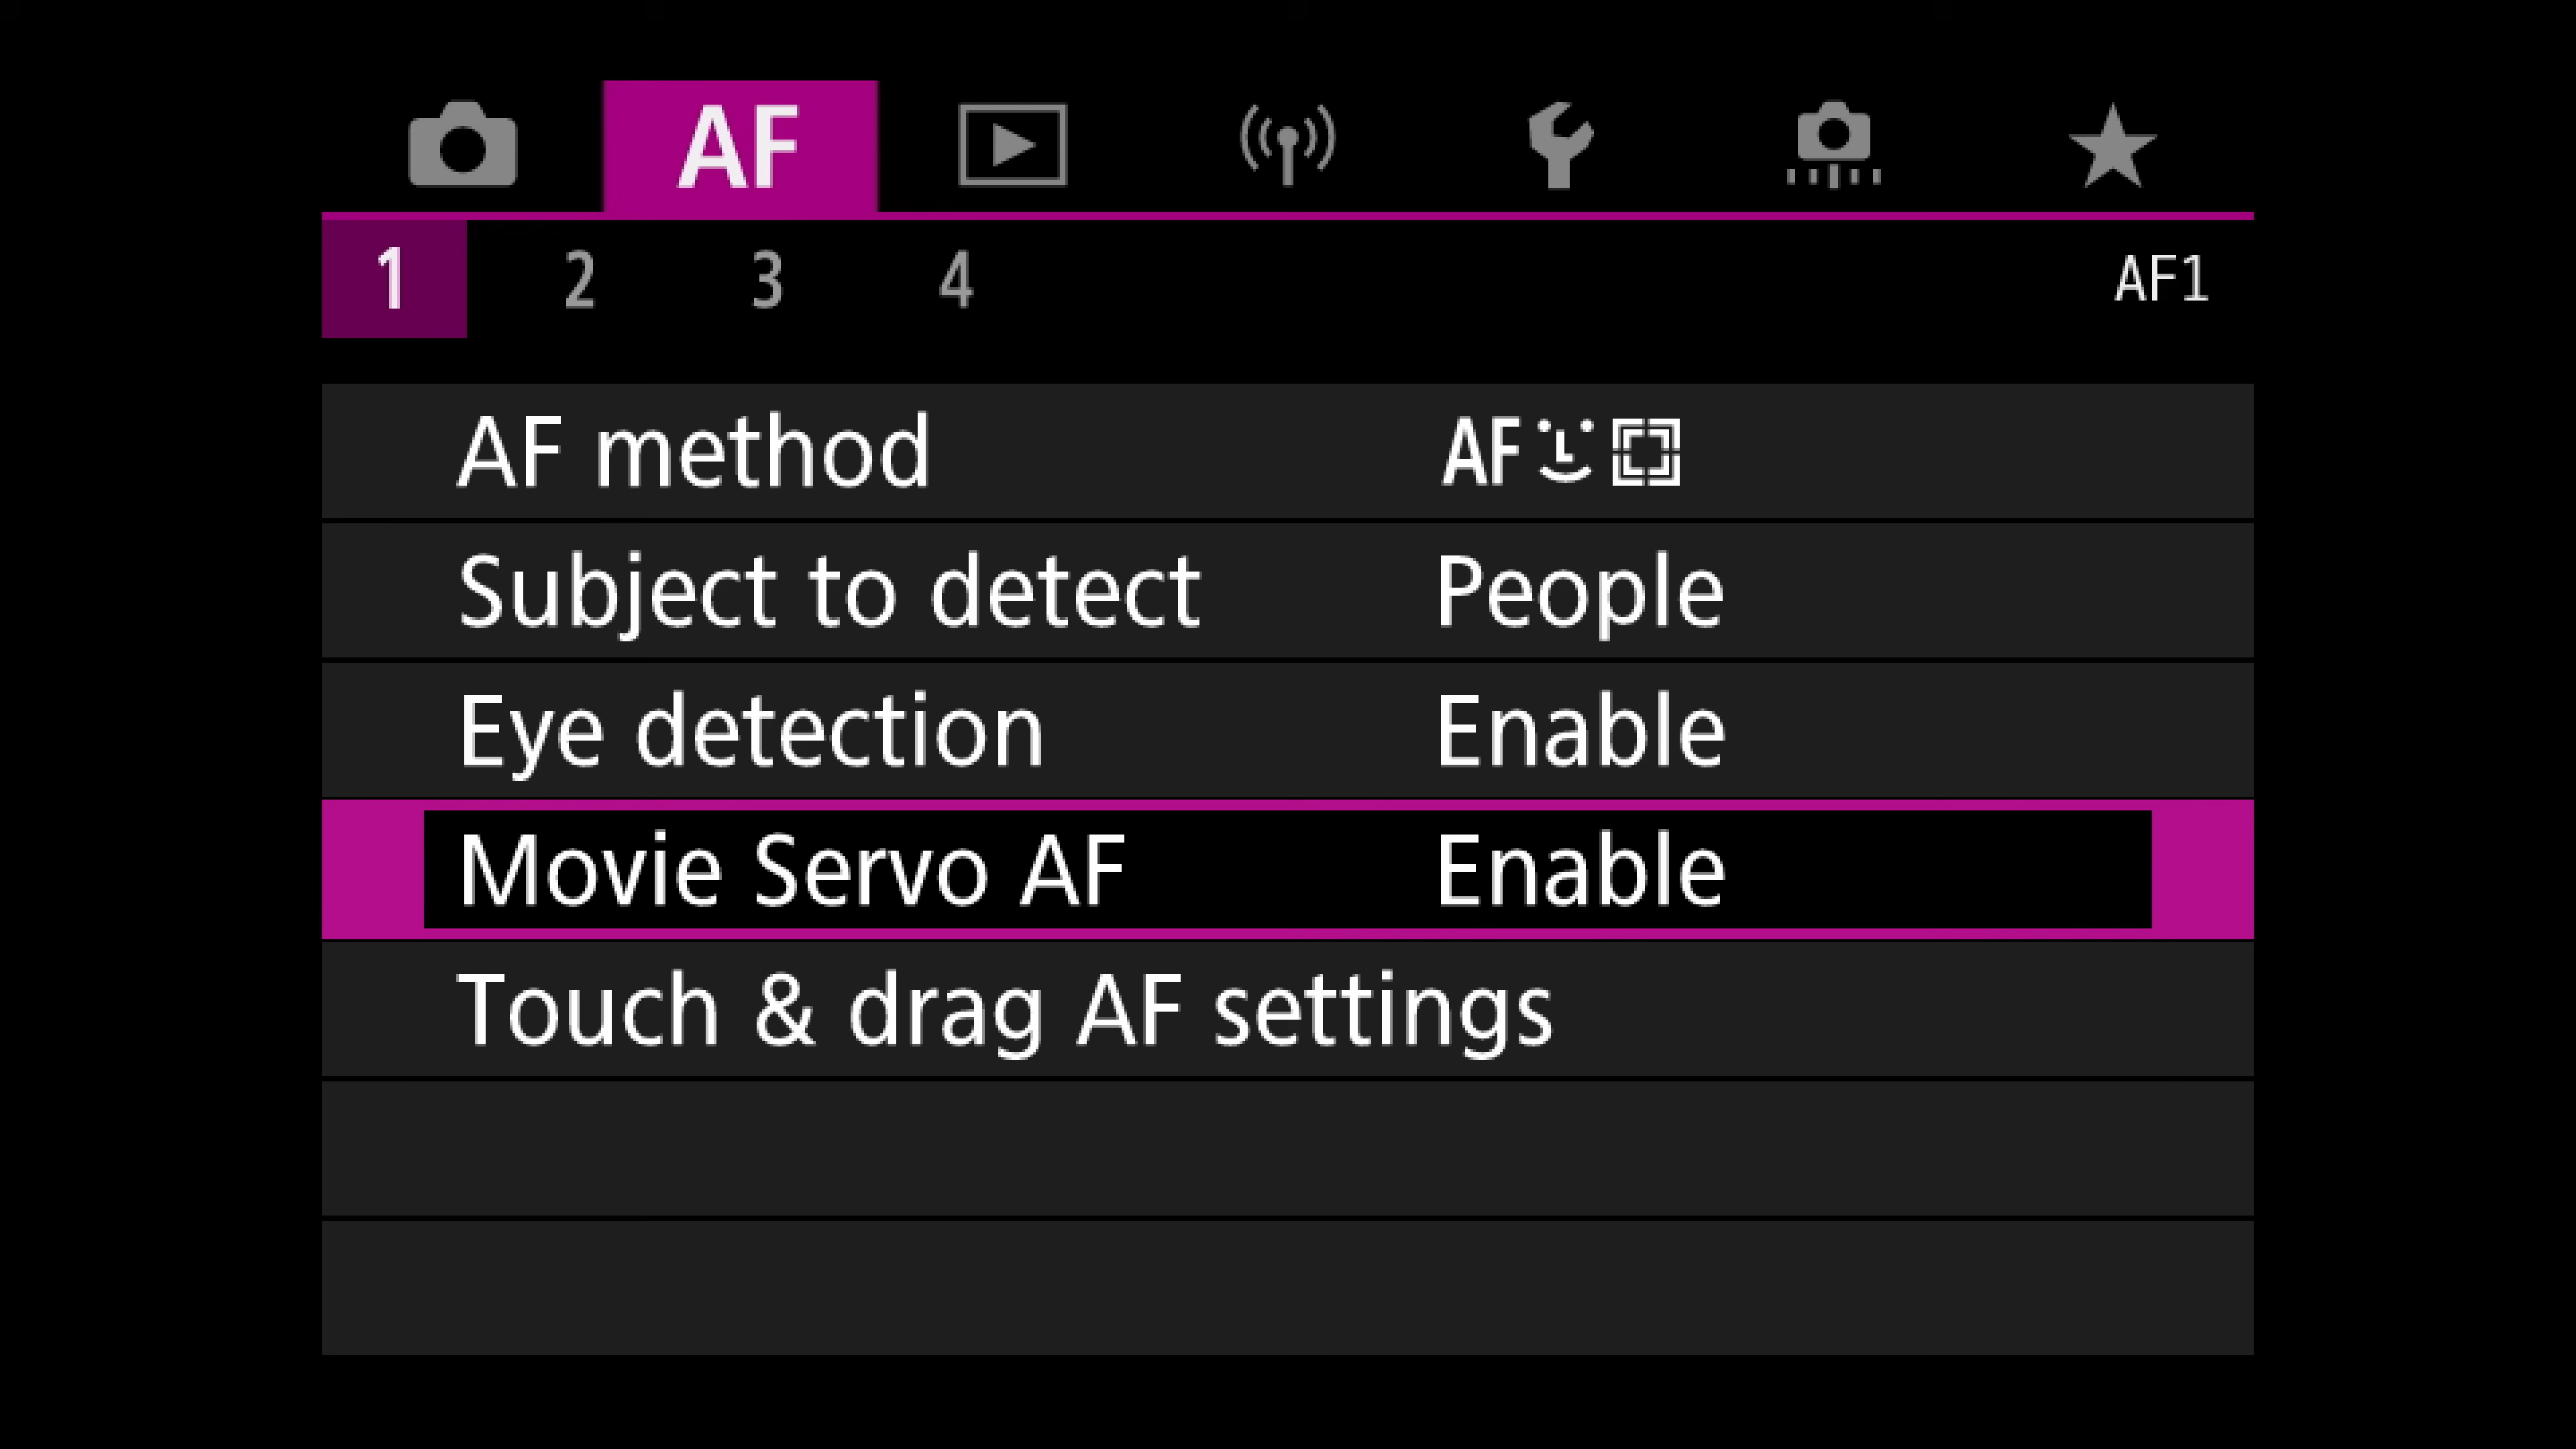 AF
1 2 3 4 AF1
AF method AF
Subject to detect People
Eye detection Enable
Movie Servo AF Enable
Touch & drag AF settings